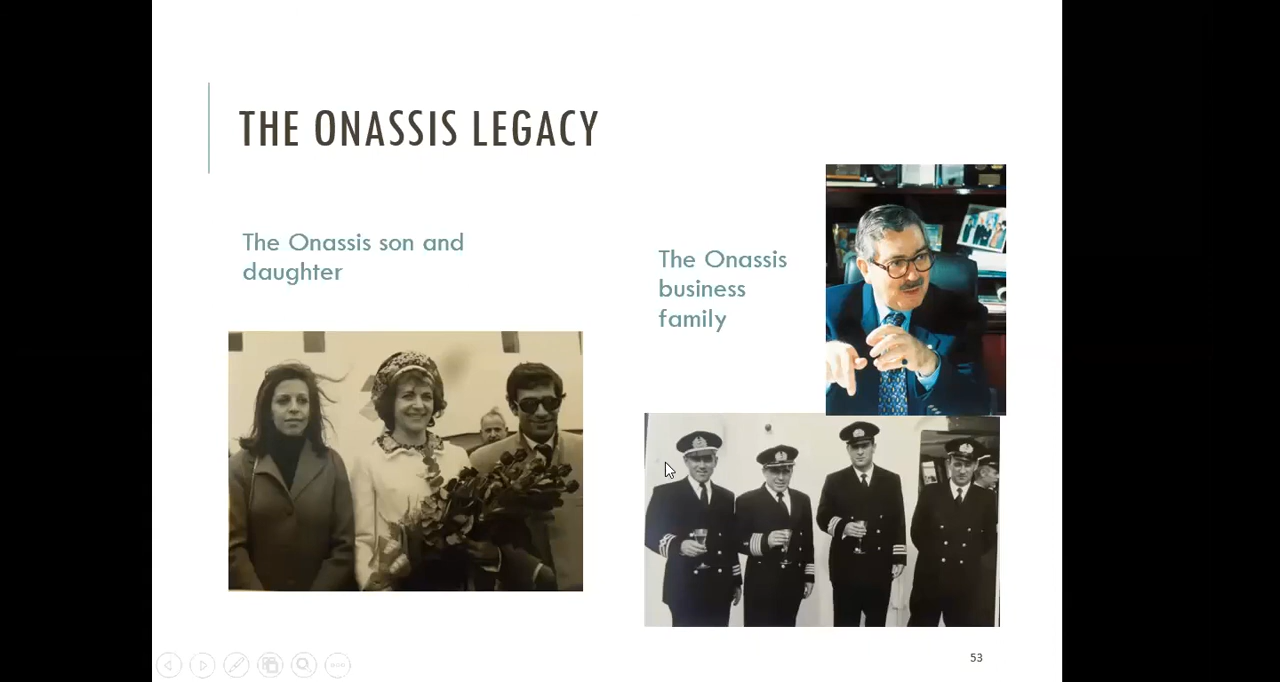 THE ONASSIS LEGACY
The Onassis son and
daughter
The Onassis
business
family
53